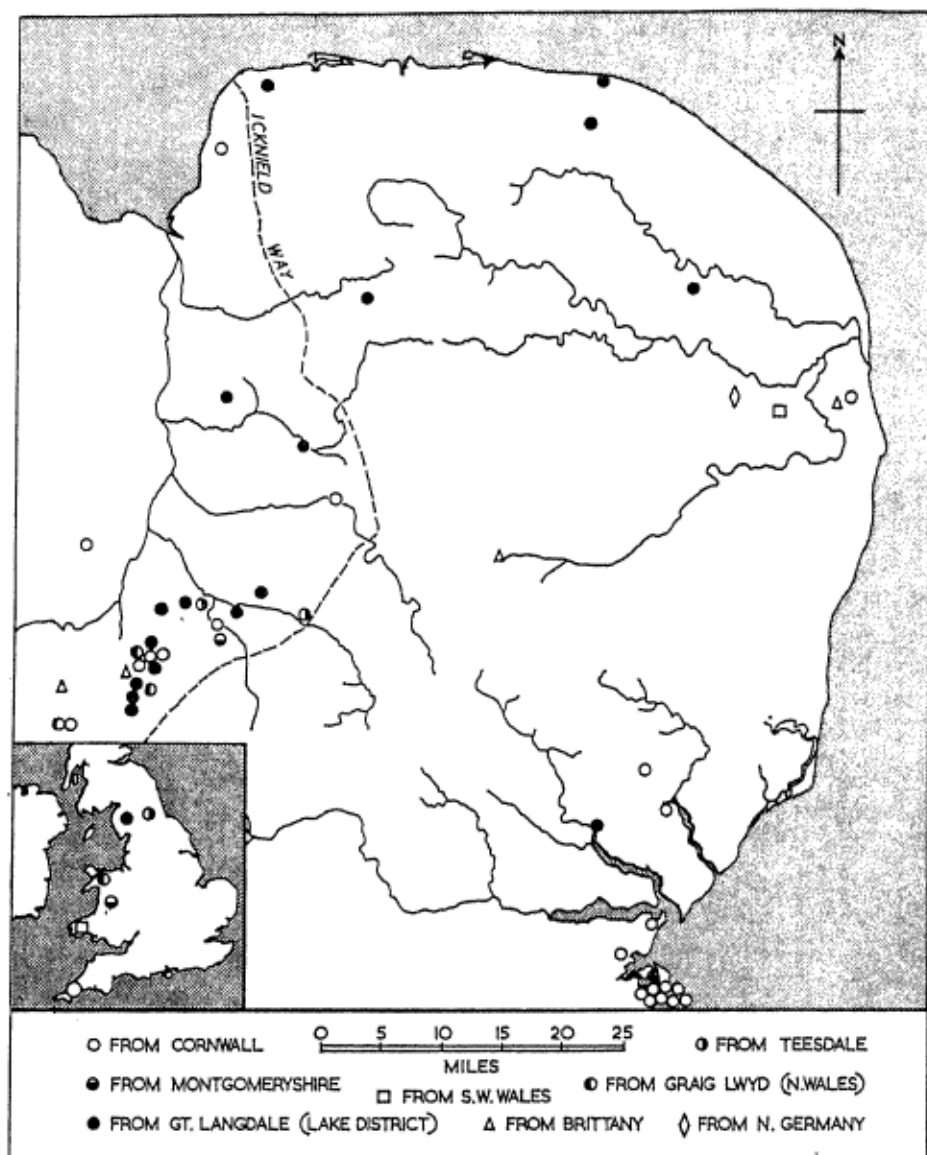 N
ICKNIELD
WAY
○ FROM CORNWALL
0 5 10 15 20 25
MILES
◑ FROM TEESDALE
FROM MONTGOMERYSHIRE
□ FROM S.W. WALES
◐ FROM GRAIG LWYD (N.WALES)
● FROM GT. LANGDALE (LAKE DISTRICT)
△ FROM BRITTANY
◊ FROM N. GERMANY